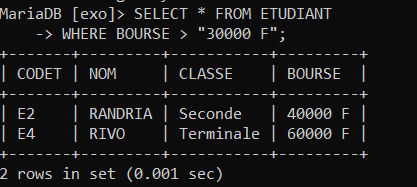 MariaDB [exo]> SELECT * FROM ETUDIANT
    -> WHERE BOURSE > "30000 F";
+-------+---------+-----------+---------+
| CODET | NOM     | CLASSE    | BOURSE  |
+-------+---------+-----------+---------+
| E2    | RANDRIA | Seconde   | 40000 F |
| E4    | RIVO    | Terminale | 60000 F |
+-------+---------+-----------+---------+
2 rows in set (0.001 sec)